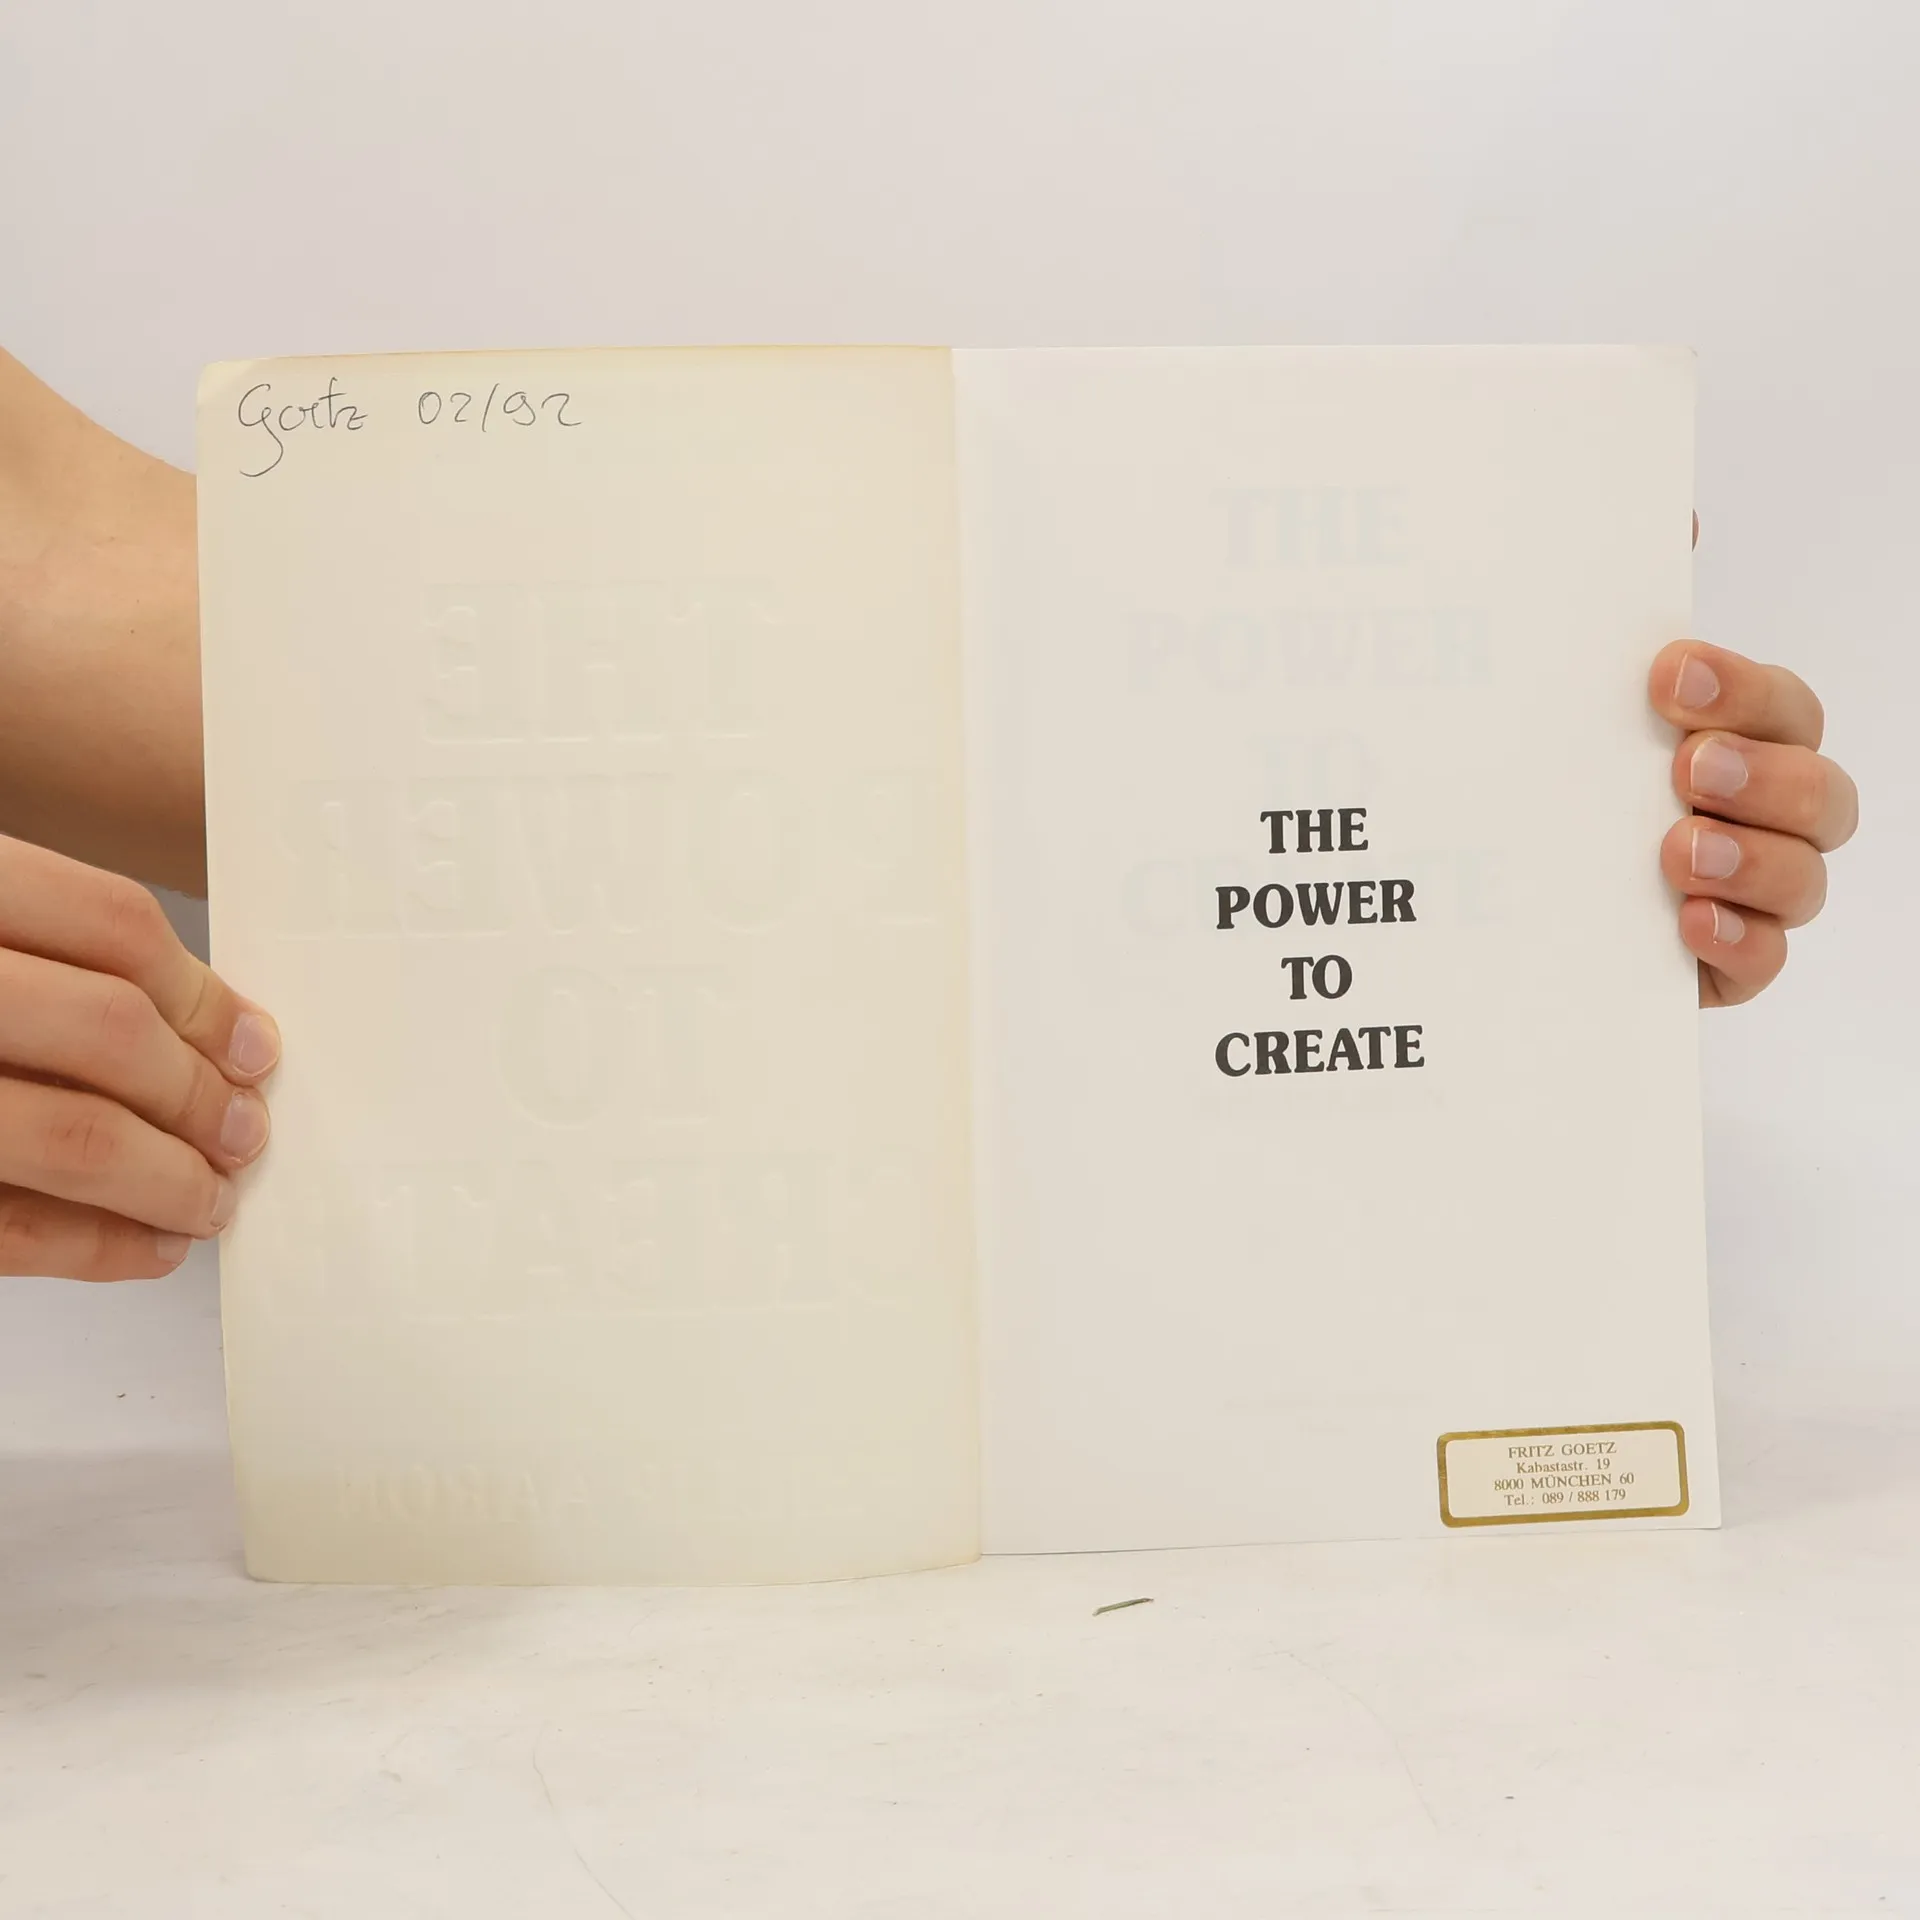 Goetz 02/92
THE
POWER
TO
CREATE
FRITZ GOETZ
Kabastastr. 19
8000 MÜNCHEN 60
Tel.: 089 / 888 179